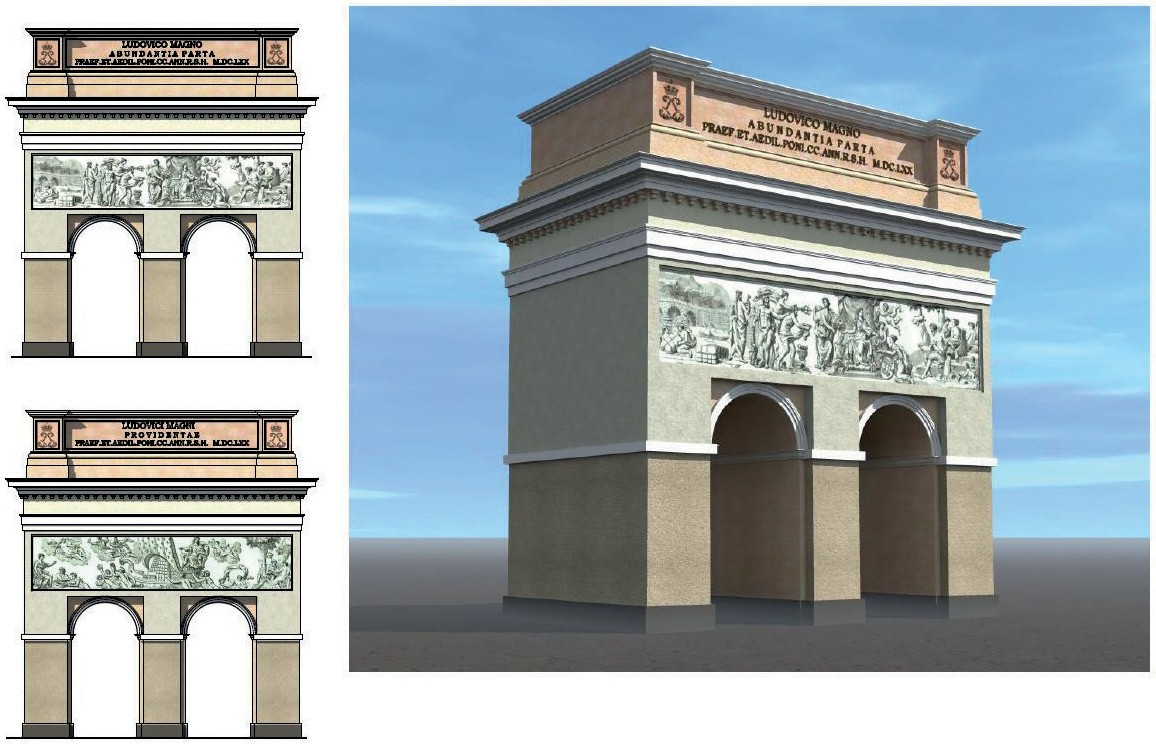 LUDOVICO MAGNO
ABUNDANTIA PARTA
PRAEF.ET.AEDIL.PONI.CC.ANN.R.S.H. M.DC.LXX
LUDOVICI MAGNI
PROVIDENTAE
PRAEF.ET.AEDIL.PONI.CC.ANN.R.S.H. M.DC.LXX
LUDOVICO MAGNO
ABUNDANTIA PARTA
PRAEF.ET.AEDIL.PONI.CC.ANN.R.S.H. M.DC.LXX